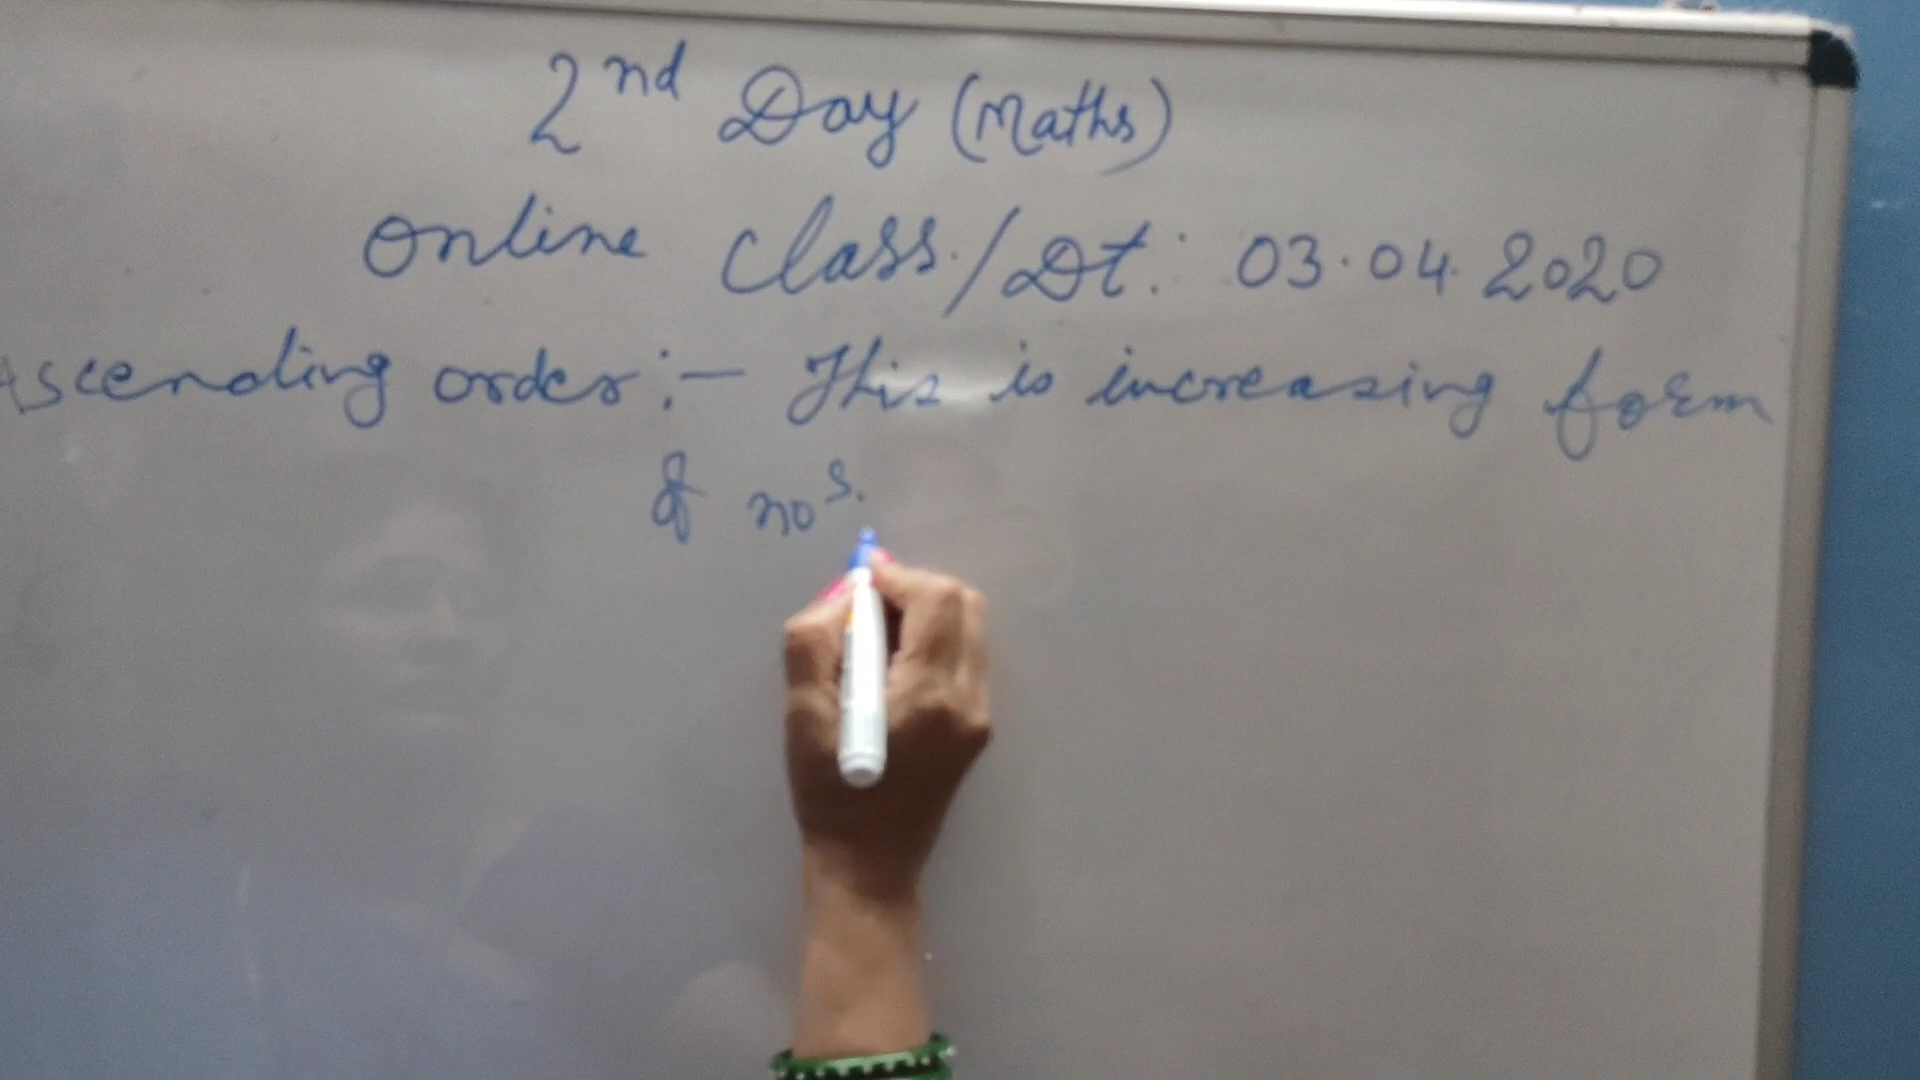 2nd Day (Maths)
Online Class./Dt: 03.04.2020
Ascending order:- This is increasing form
of nos.